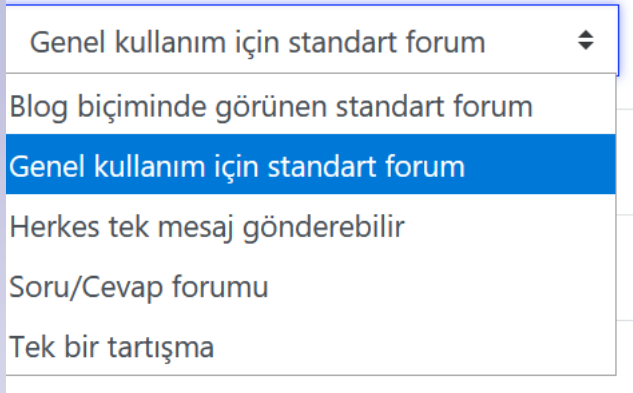 Genel kullanım için standart forum
Blog biçiminde görünen standart forum
Genel kullanım için standart forum
Herkes tek mesaj gönderebilir
Soru/Cevap forumu
Tek bir tartışma